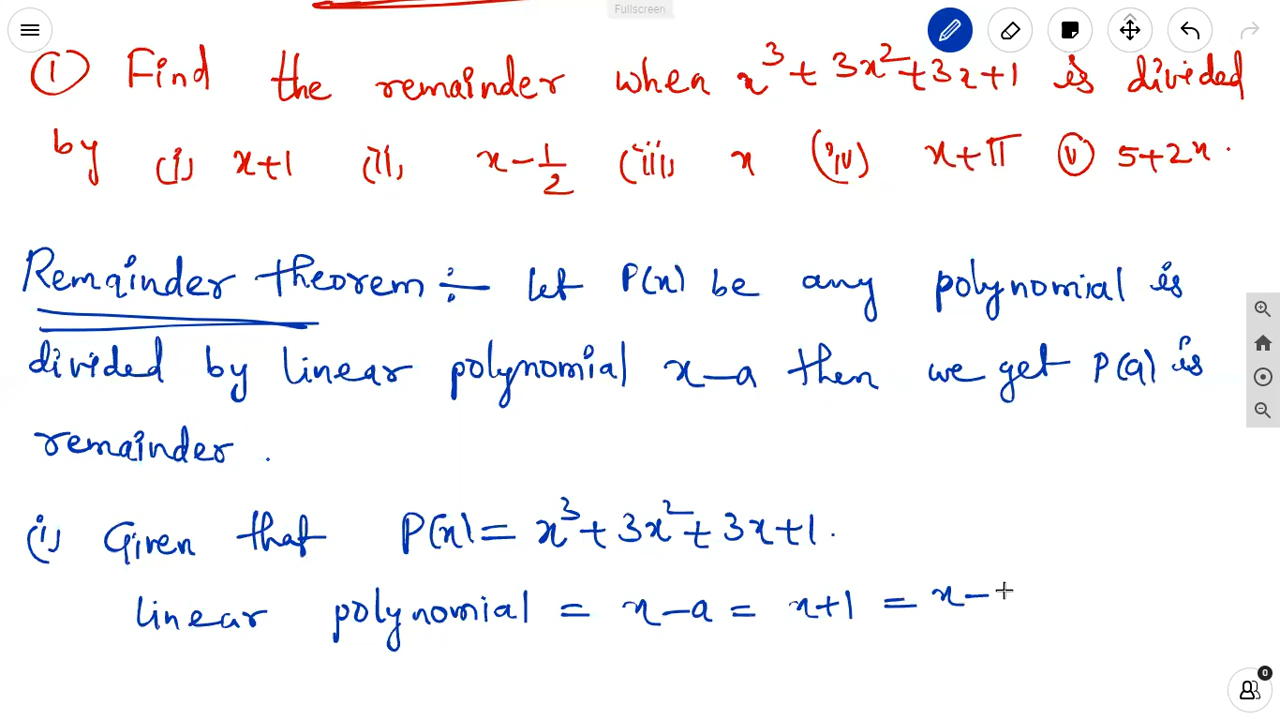 Fullscreen
① Find the remainder when x³ + 3x² + 3x + 1 is divided
by (i) x+1 (ii) x - 1/2 (iii) x (iv) x + π (v) 5 + 2x.
Remainder theorem ÷ let P(x) be any polynomial is
divided by linear polynomial x - a then we get P(a) is
remainder.
(i) Given that P(x) = x³ + 3x² + 3x + 1.
linear polynomial = x - a = x + 1 = x -
0